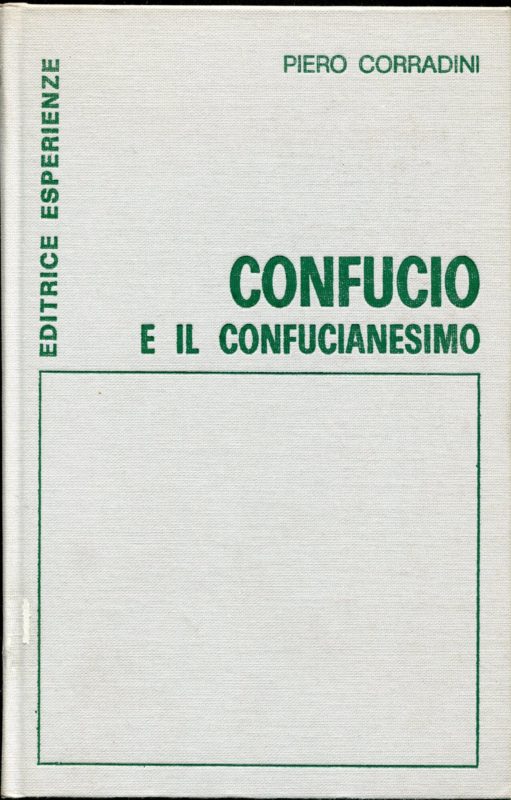 PIERO CORRADINI
EDITRICE ESPERIENZE
CONFUCIO
E IL CONFUCIANESIMO